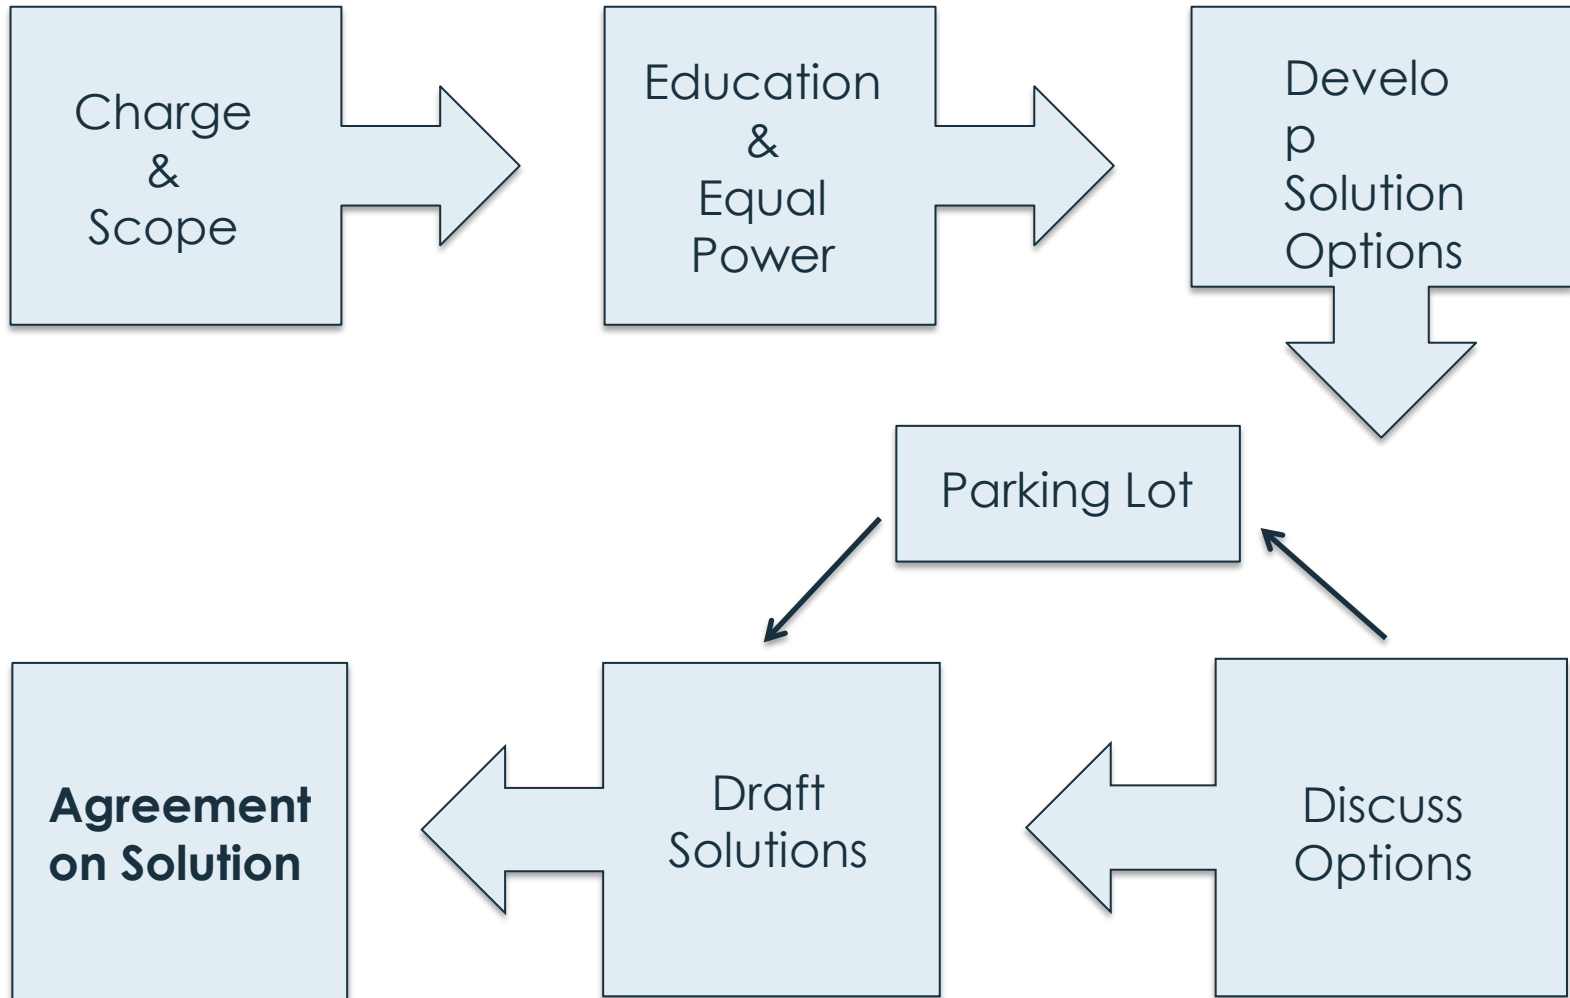 Charge
&
Scope
Education
&
Equal
Power
Develo
p
Solution
Options
Parking Lot
Agreement
on Solution
Draft
Solutions
Discuss
Options